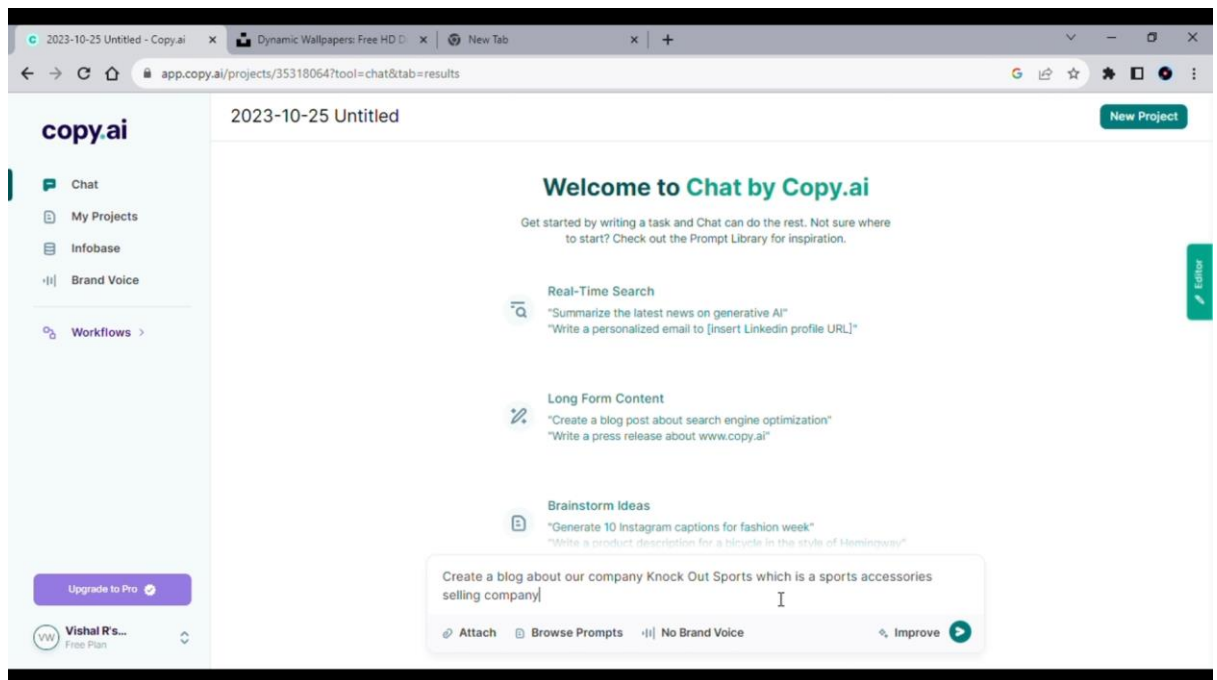 2023-10-25 Untitled - Copy.ai
Dynamic Wallpapers: Free HD D
New Tab
app.copy.ai/projects/35318064?tool=chat&tab=results
copy.ai
2023-10-25 Untitled
New Project
Chat
My Projects
Infobase
Brand Voice
Workflows
Welcome to Chat by Copy.ai
Get started by writing a task and Chat can do the rest. Not sure where
to start? Check out the Prompt Library for inspiration.
Real-Time Search
"Summarize the latest news on generative AI"
"Write a personalized email to [insert Linkedin profile URL]"
Long Form Content
"Create a blog post about search engine optimization"
"Write a press release about www.copy.ai"
Brainstorm Ideas
"Generate 10 Instagram captions for fashion week"
"Write a product description for a bicycle in the style of Hemingway"
Editor
Create a blog about our company Knock Out Sports which is a sports accessories
selling company
Attach
Browse Prompts
No Brand Voice
Improve
Upgrade to Pro
VW
Vishal R's...
Free Plan